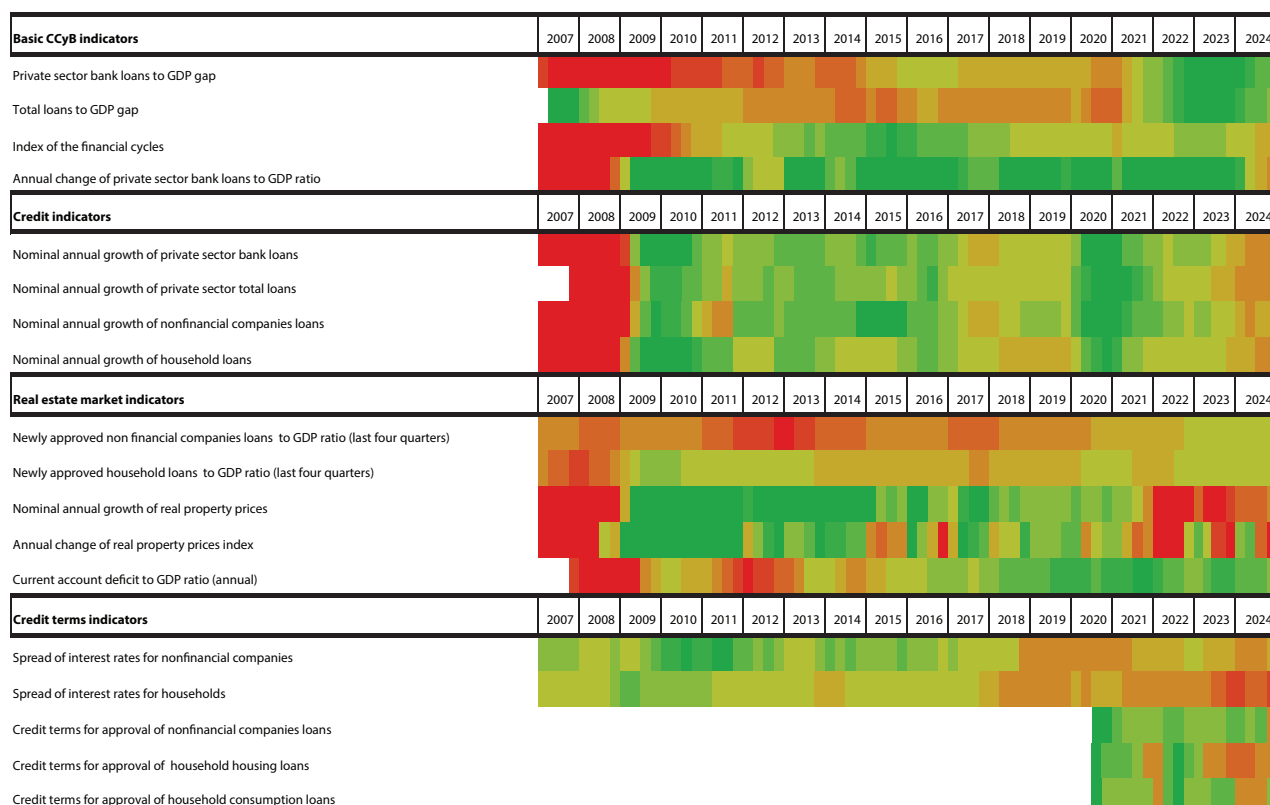 Basic CCyB indicators 2007 2008 2009 2010 2011 2012 2013 2014 2015 2016 2017 2018 2019 2020 2021 2022 2023 2024
Private sector bank loans to GDP gap
Total loans to GDP gap
Index of the financial cycles
Annual change of private sector bank loans to GDP ratio
Credit indicators 2007 2008 2009 2010 2011 2012 2013 2014 2015 2016 2017 2018 2019 2020 2021 2022 2023 2024
Nominal annual growth of private sector bank loans
Nominal annual growth of private sector total loans
Nominal annual growth of nonfinancial companies loans
Nominal annual growth of household loans
Real estate market indicators 2007 2008 2009 2010 2011 2012 2013 2014 2015 2016 2017 2018 2019 2020 2021 2022 2023 2024
Newly approved non financial companies loans to GDP ratio (last four quarters)
Newly approved household loans to GDP ratio (last four quarters)
Nominal annual growth of real property prices
Annual change of real property prices index
Current account deficit to GDP ratio (annual)
Credit terms indicators 2007 2008 2009 2010 2011 2012 2013 2014 2015 2016 2017 2018 2019 2020 2021 2022 2023 2024
Spread of interest rates for nonfinancial companies
Spread of interest rates for households
Credit terms for approval of nonfinancial companies loans
Credit terms for approval of household housing loans
Credit terms for approval of household consumption loans